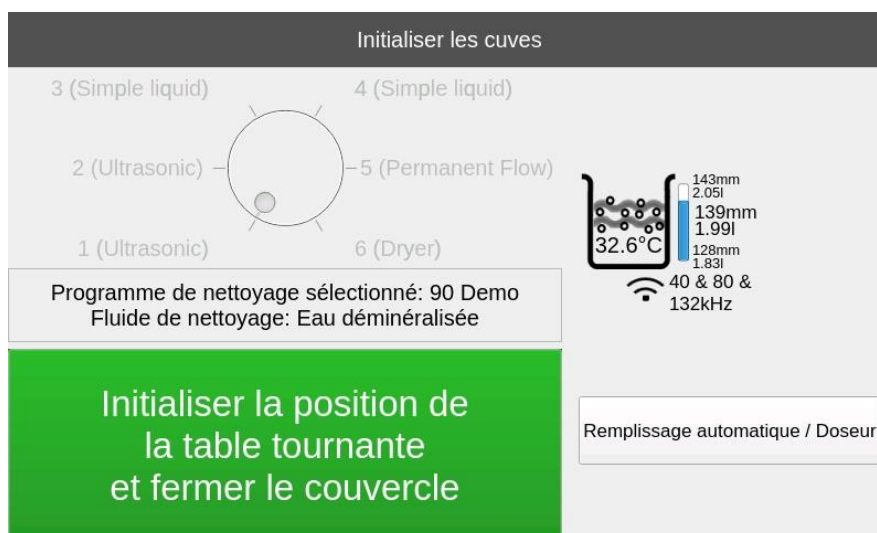 Initialiser les cuves
3 (Simple liquid)
4 (Simple liquid)
2 (Ultrasonic)
5 (Permanent Flow)
1 (Ultrasonic)
6 (Dryer)
143mm
2.05l
139mm
1.99l
32.6°C
128mm
1.83l
40 & 80 &
132kHz
Programme de nettoyage sélectionné: 90 Demo
Fluide de nettoyage: Eau déminéralisée
Initialiser la position de
la table tournante
et fermer le couvercle
Remplissage automatique / Doseur